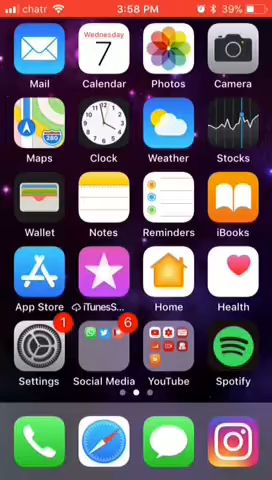 chatr 3:58 PM 39%
Wednesday
7
Mail Calendar Photos Camera
280
Maps Clock Weather Stocks
Wallet Notes Reminders iBooks
App Store iTunesS... Home Health
1 6
Settings Social Media YouTube Spotify